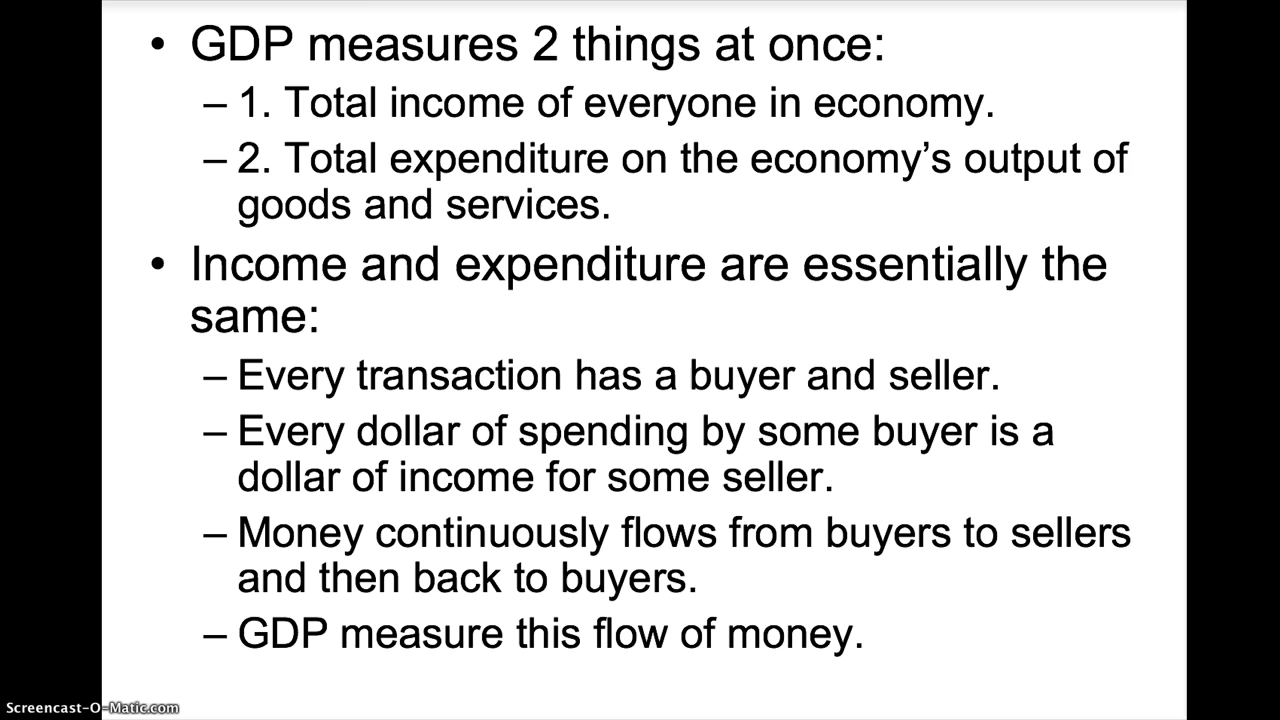 • GDP measures 2 things at once:
– 1. Total income of everyone in economy.
– 2. Total expenditure on the economy’s output of
goods and services.
• Income and expenditure are essentially the
same:
– Every transaction has a buyer and seller.
– Every dollar of spending by some buyer is a
dollar of income for some seller.
– Money continuously flows from buyers to sellers
and then back to buyers.
– GDP measure this flow of money.
Screencast-O-Matic.com